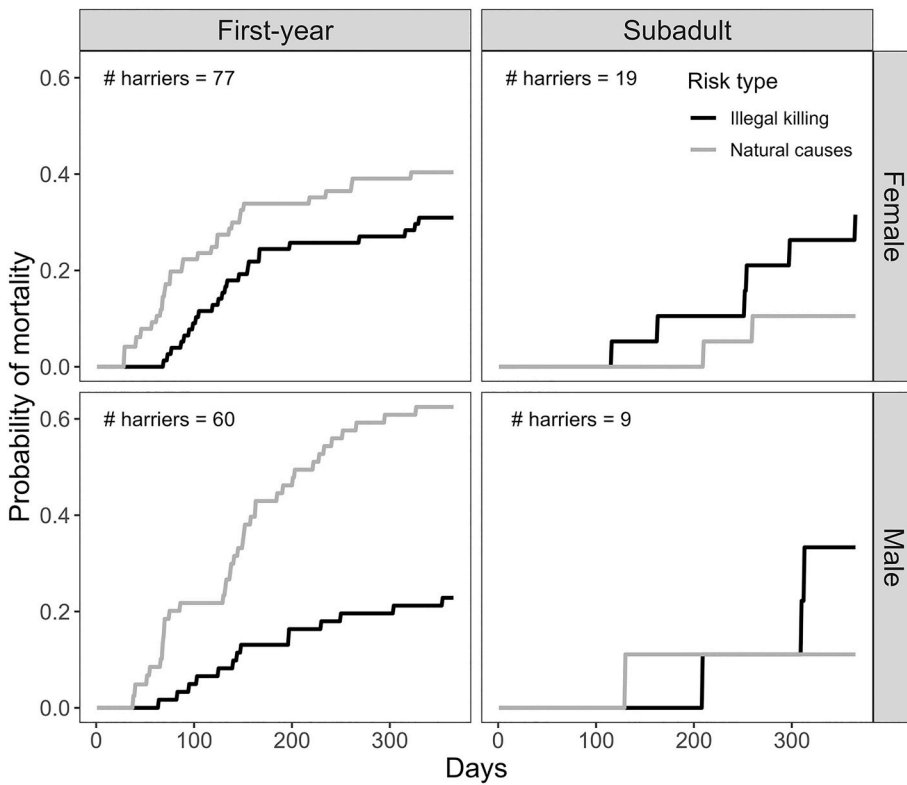 First-year
Subadult
# harriers = 77
# harriers = 19
Risk type
Illegal killing
Natural causes
Female
0.6
0.4
0.2
0.0
Probability of mortality
# harriers = 60
# harriers = 9
Male
0.6
0.4
0.2
0.0
0 100 200 300
0 100 200 300
Days